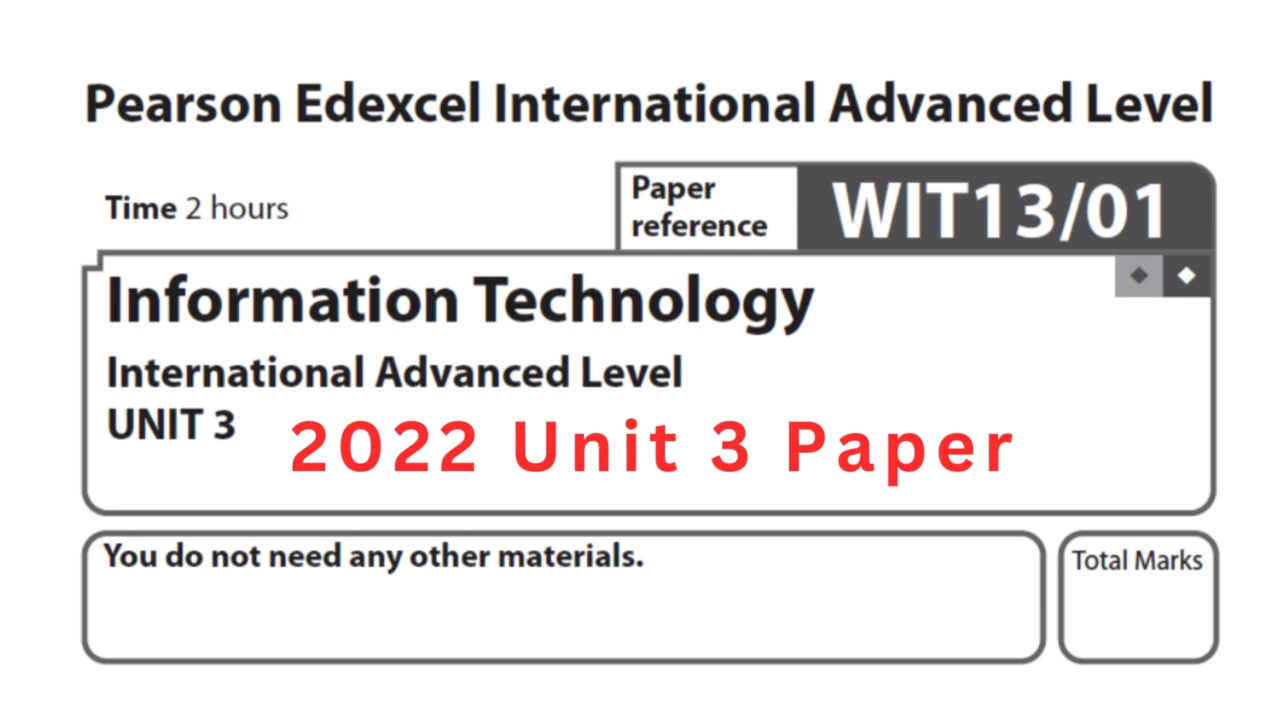 Pearson Edexcel International Advanced Level
Time 2 hours
Paper
reference
WIT13/01
Information Technology
International Advanced Level
UNIT 3
2022 Unit 3 Paper
You do not need any other materials.
Total Marks